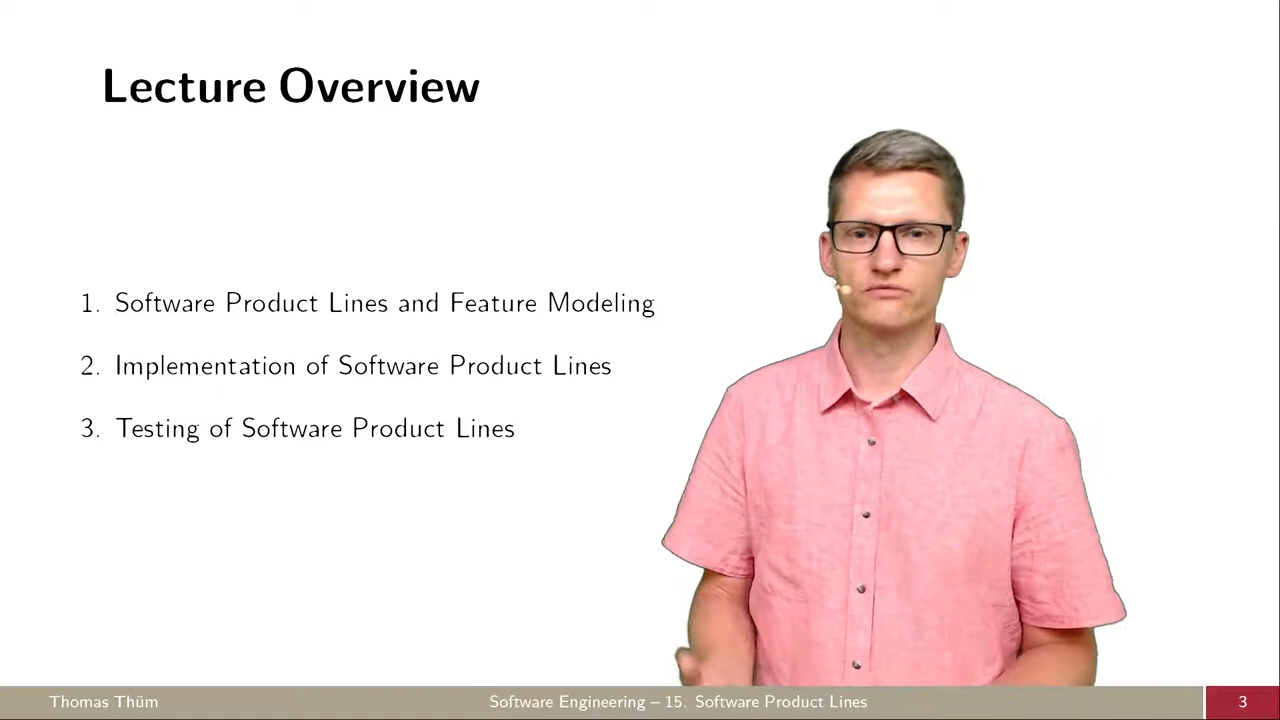 Lecture Overview
1. Software Product Lines and Feature Modeling
2. Implementation of Software Product Lines
3. Testing of Software Product Lines
Thomas Thüm
Software Engineering – 15. Software Product Lines
3